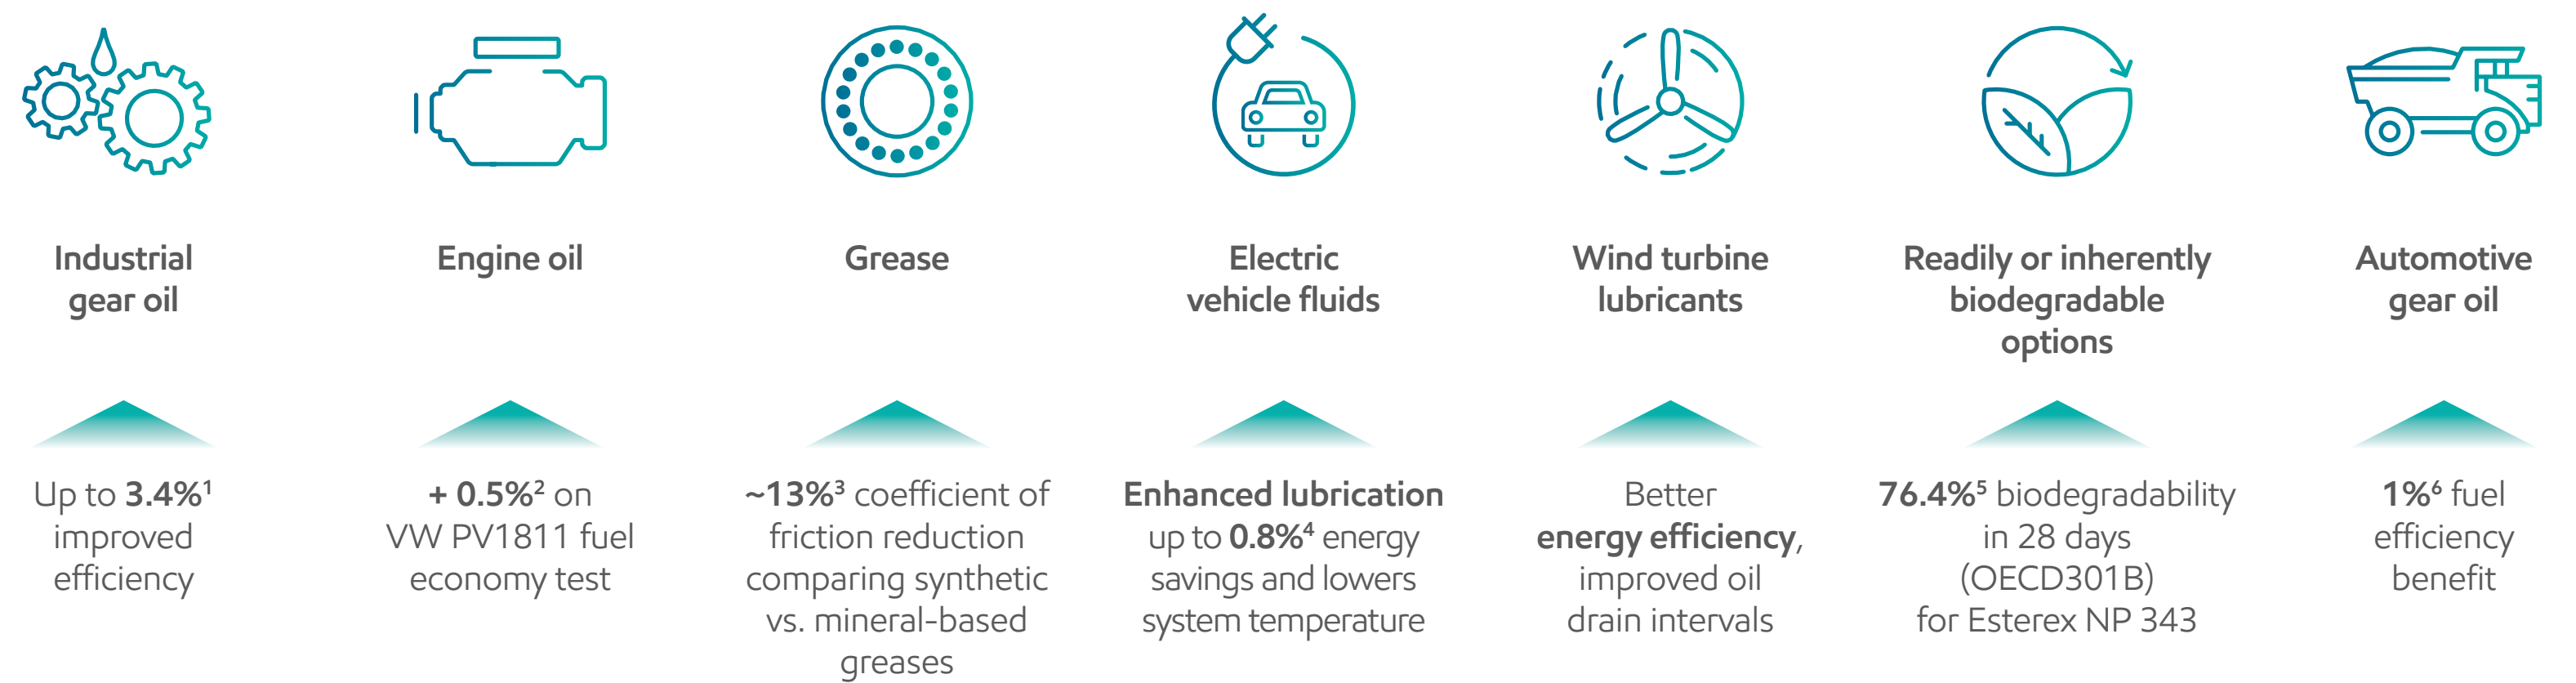 Industrial
gear oil
Up to 3.4%¹
improved
efficiency
Engine oil
+ 0.5%² on
VW PV1811 fuel
economy test
Grease
~13%³ coefficient of
friction reduction
comparing synthetic
vs. mineral-based
greases
Electric
vehicle fluids
Enhanced lubrication
up to 0.8%⁴ energy
savings and lowers
system temperature
Wind turbine
lubricants
Better
energy efficiency,
improved oil
drain intervals
Readily or inherently
biodegradable
options
76.4%⁵ biodegradability
in 28 days
(OECD301B)
for Esterex NP 343
Automotive
gear oil
1%⁶ fuel
efficiency
benefit